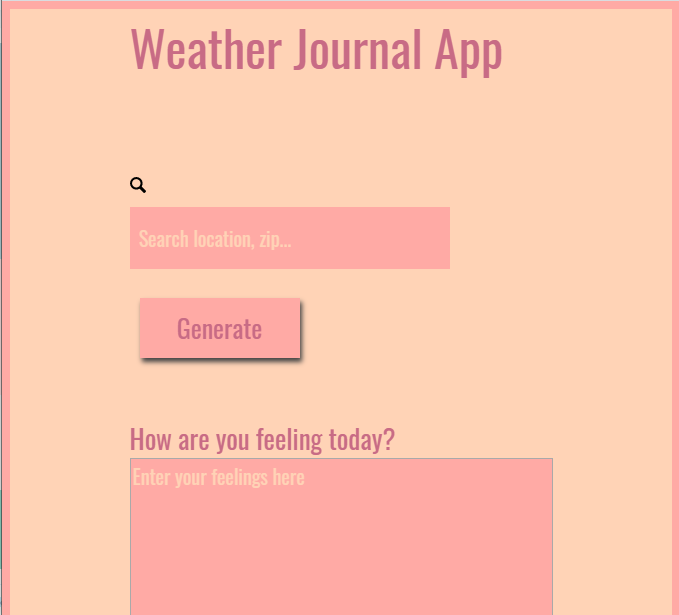 Weather Journal App
Search location, zip...
Generate
How are you feeling today?
Enter your feelings here